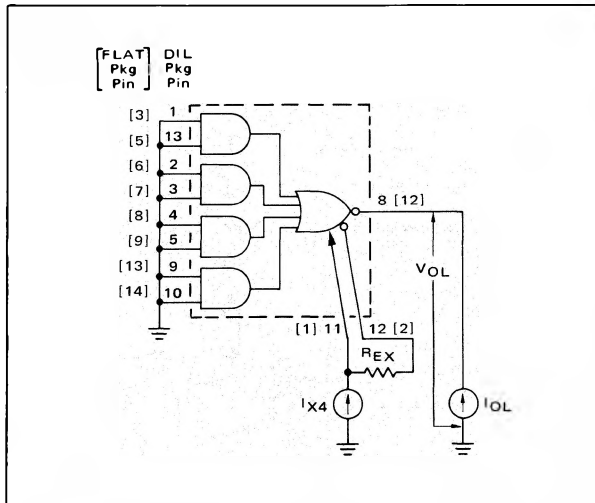 [FLAT Pkg Pin] DIL Pkg Pin
[3] 1
[5] 13
[6] 2
[7] 3
[8] 4
[9] 5
[13] 9
[14] 10
8 [12]
VOL
[1] 11 12 [2]
REX
IX4
IOL